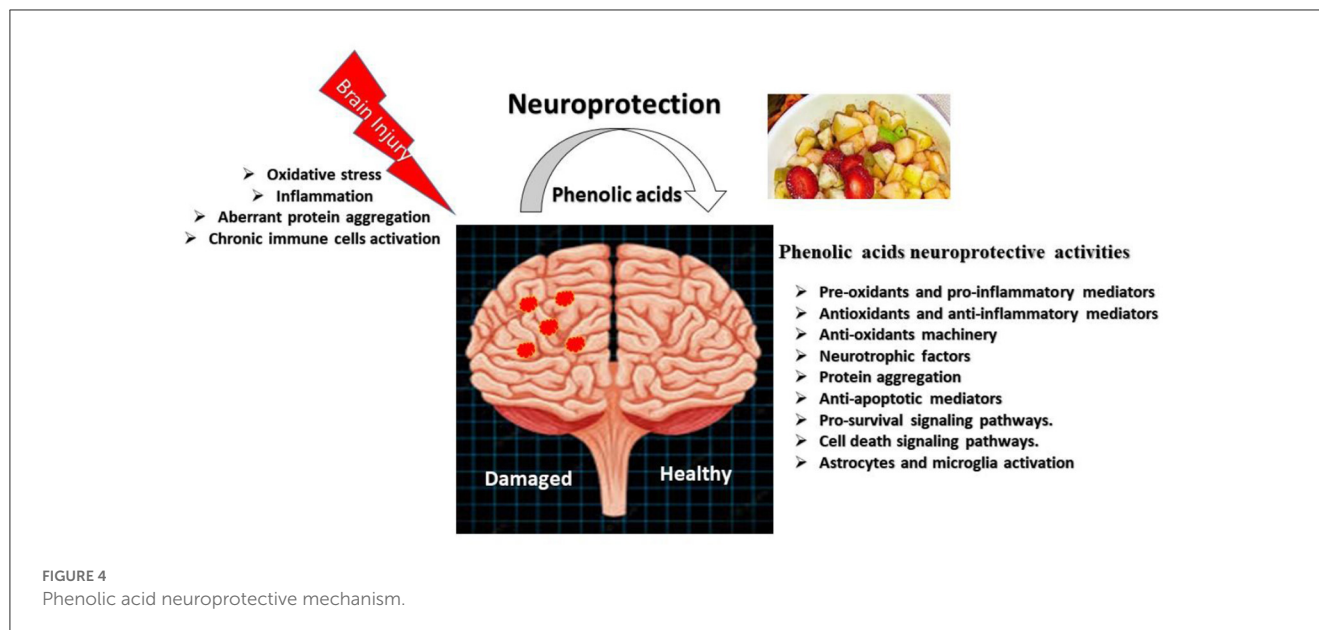 Brain Injury
Neuroprotection
Phenolic acids
➢ Oxidative stress
➢ Inflammation
➢ Aberrant protein aggregation
➢ Chronic immune cells activation
Phenolic acids neuroprotective activities
➢ Pre-oxidants and pro-inflammatory mediators
➢ Antioxidants and anti-inflammatory mediators
➢ Anti-oxidants machinery
➢ Neurotrophic factors
➢ Protein aggregation
➢ Anti-apoptotic mediators
➢ Pro-survival signaling pathways.
➢ Cell death signaling pathways.
➢ Astrocytes and microglia activation
Damaged
Healthy
FIGURE 4
Phenolic acid neuroprotective mechanism.